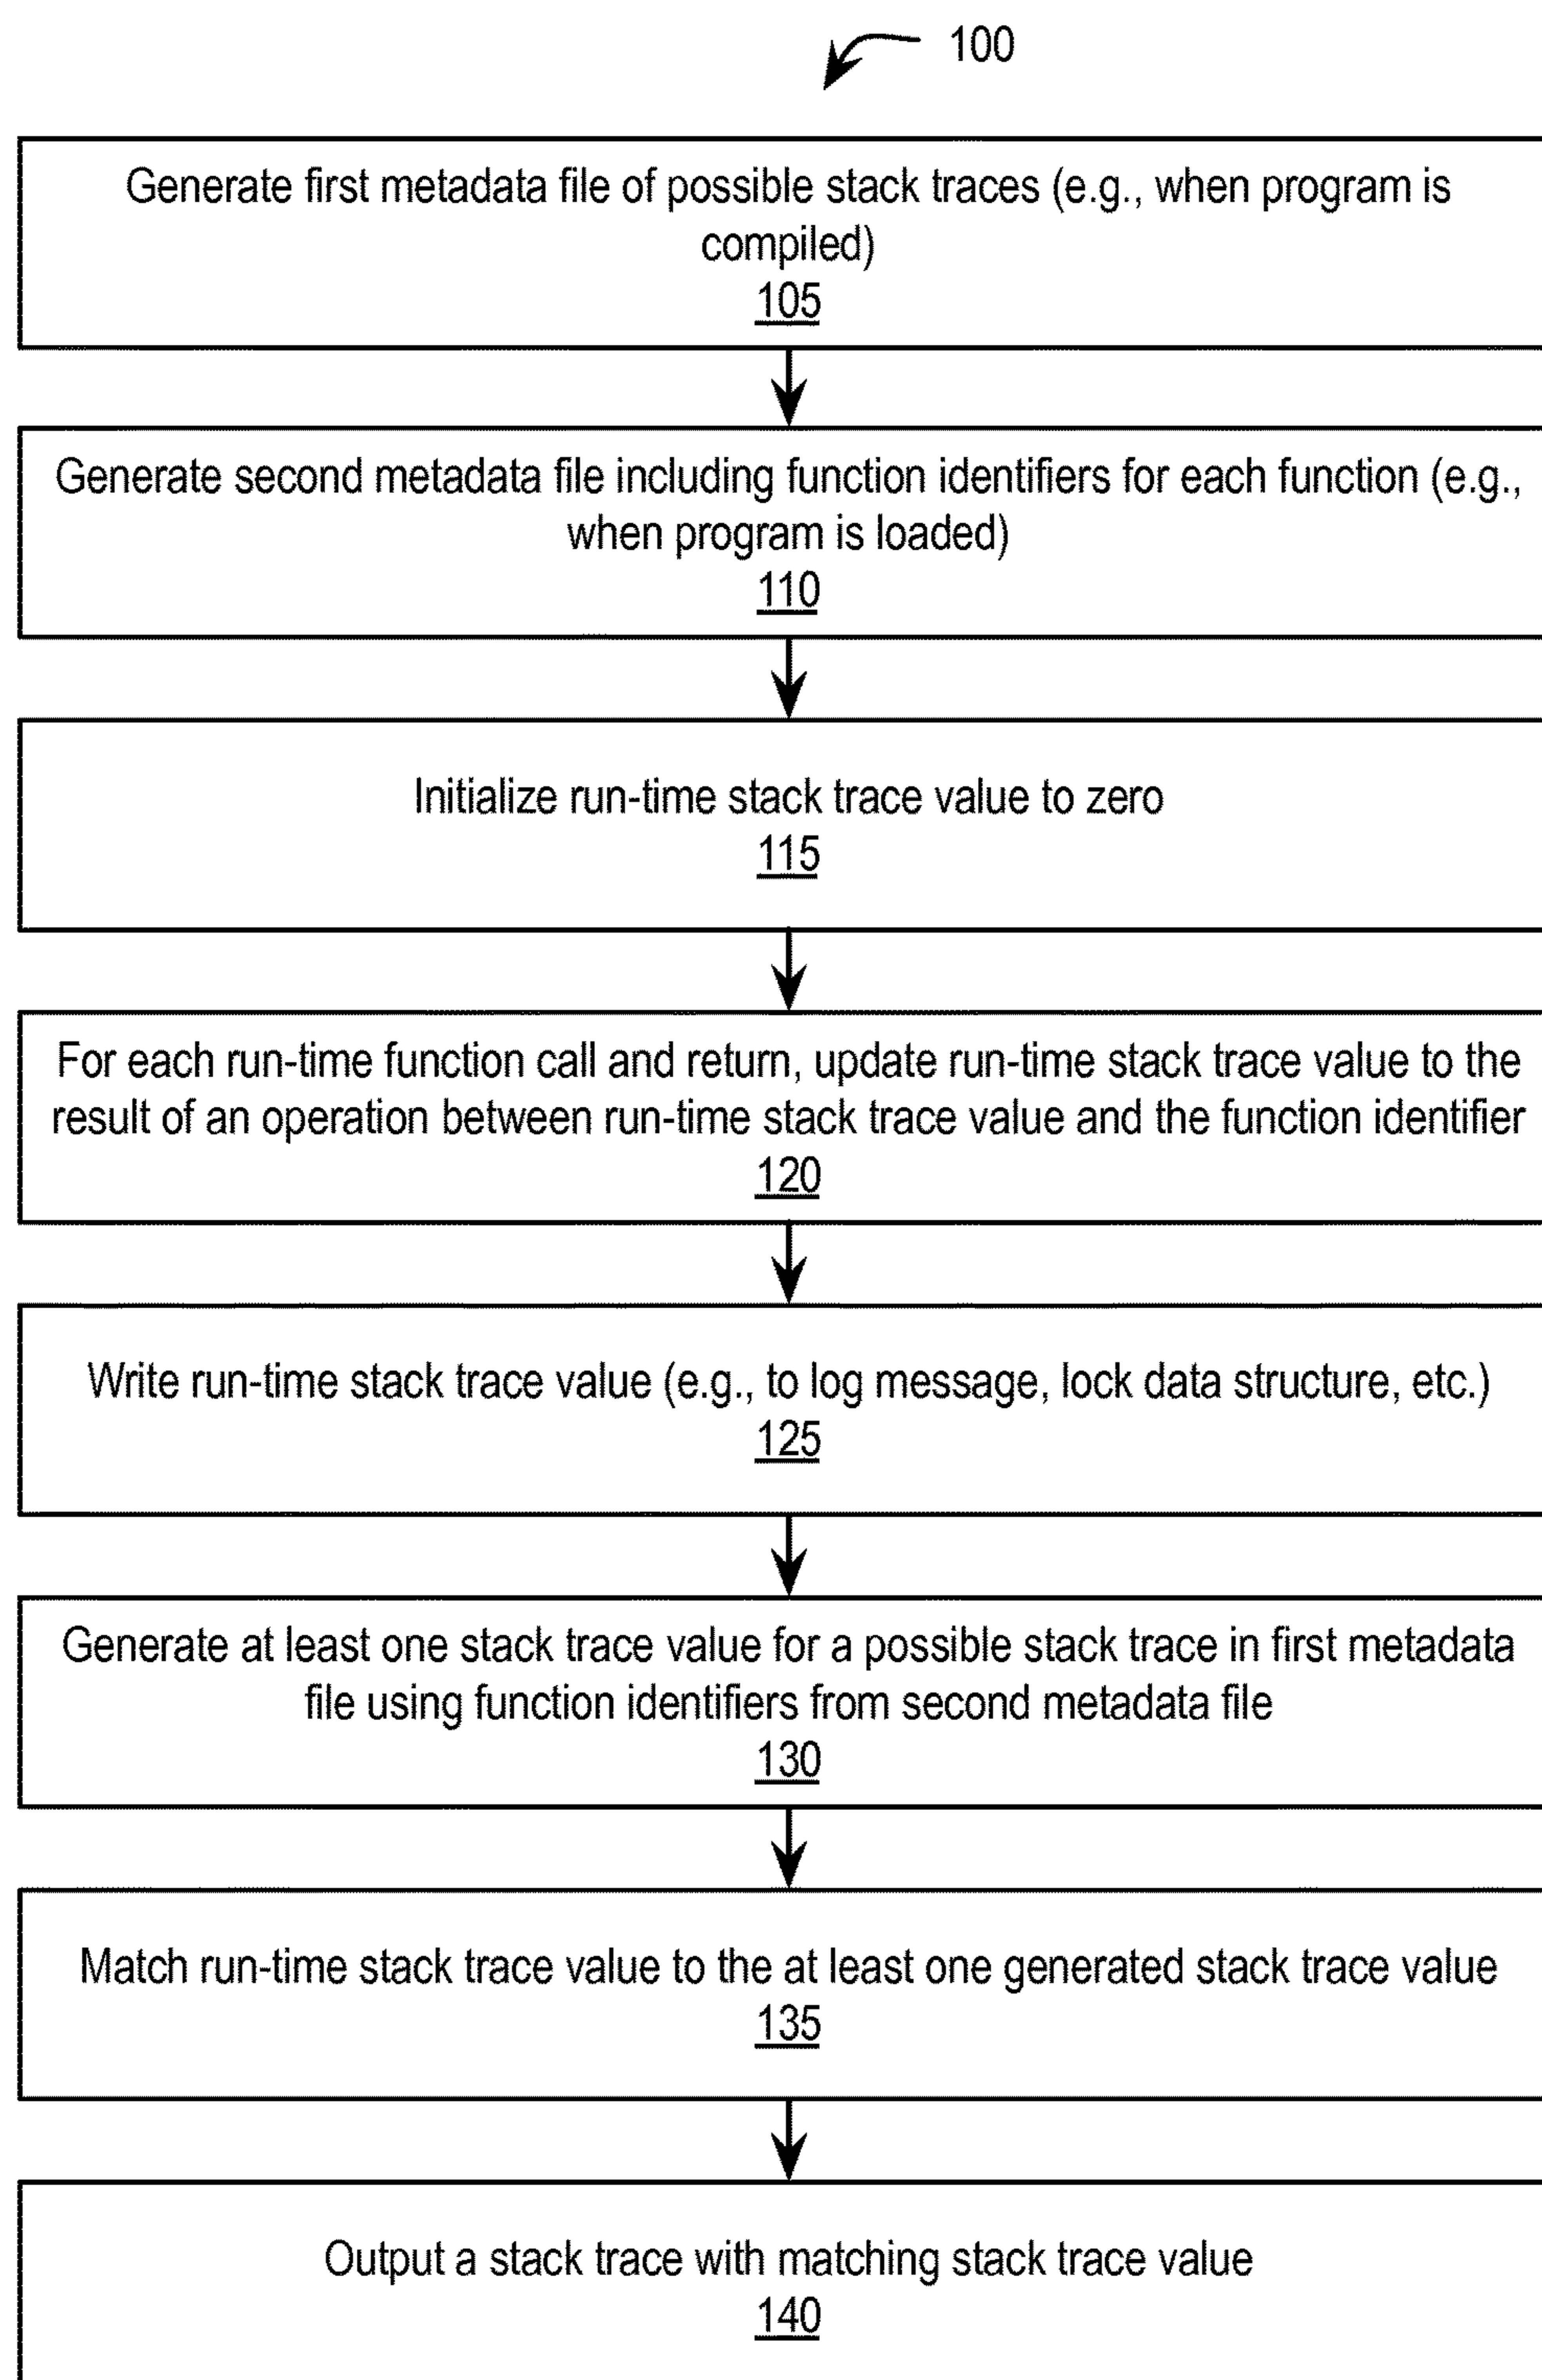 100
Generate first metadata file of possible stack traces (e.g., when program is
compiled)
105
Generate second metadata file including function identifiers for each function (e.g.,
when program is loaded)
110
Initialize run-time stack trace value to zero
115
For each run-time function call and return, update run-time stack trace value to the
result of an operation between run-time stack trace value and the function identifier
120
Write run-time stack trace value (e.g., to log message, lock data structure, etc.)
125
Generate at least one stack trace value for a possible stack trace in first metadata
file using function identifiers from second metadata file
130
Match run-time stack trace value to the at least one generated stack trace value
135
Output a stack trace with matching stack trace value
140